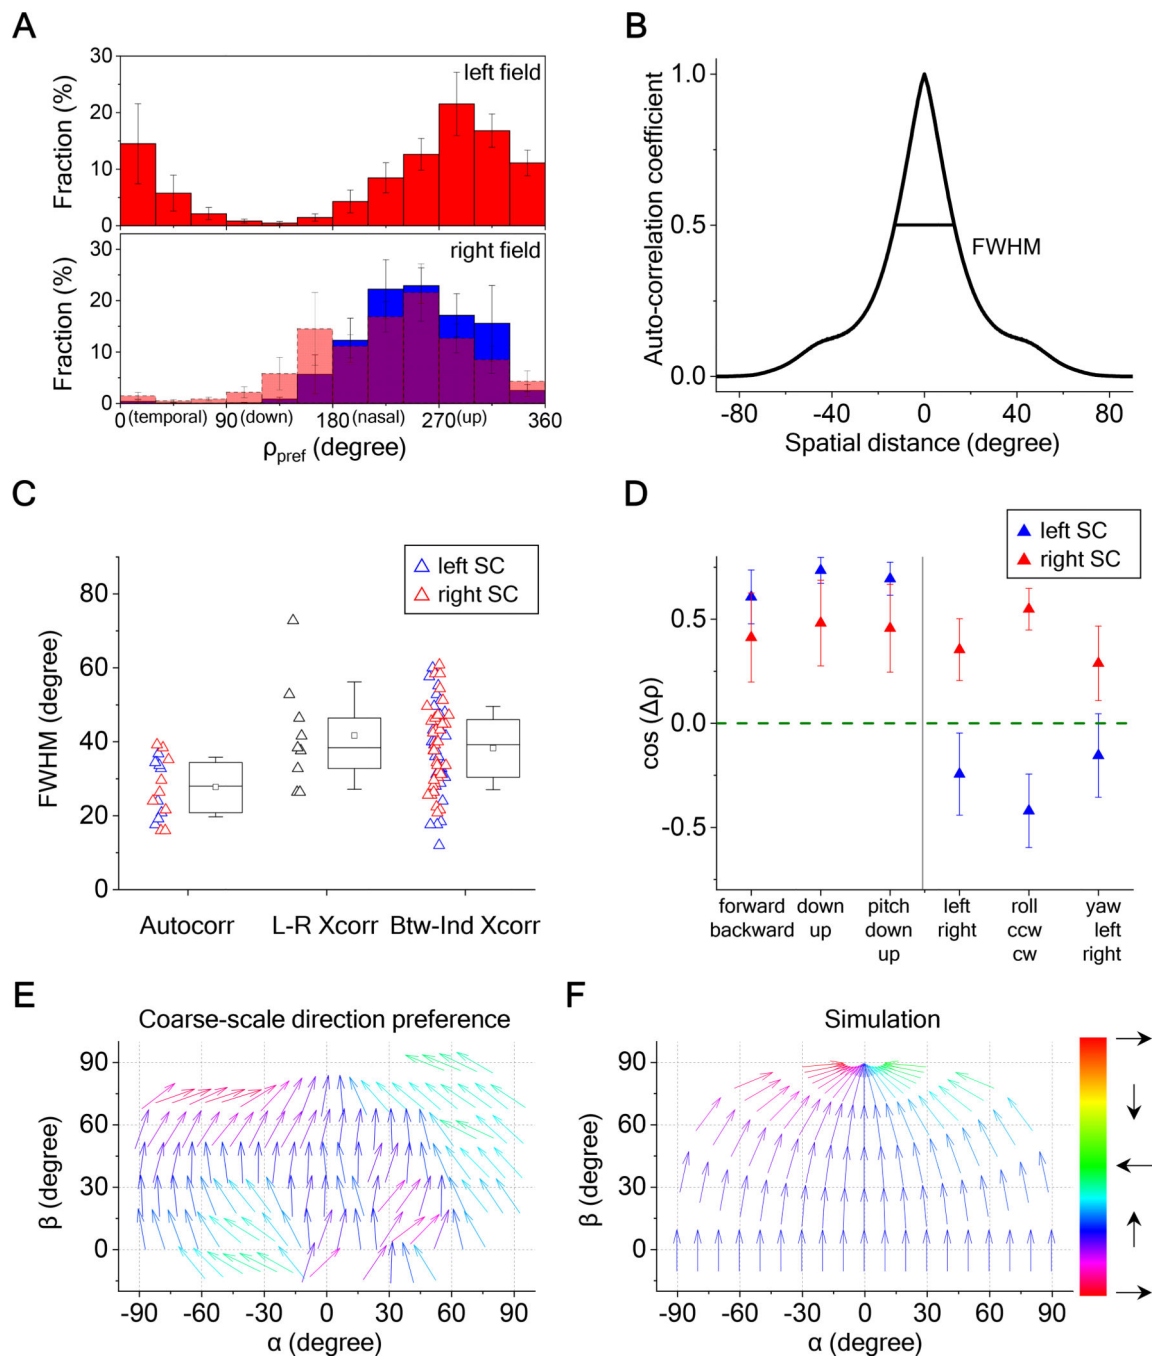 A
B
30
20
10
0
Fraction (%)
left field
30
20
10
0
Fraction (%)
right field
0(temporal) 90(down) 180(nasal) 270(up) 360
ρpref (degree)
1.0
0.5
0.0
Auto-correlation coefficient
FWHM
-80 -40 0 40 80
Spatial distance (degree)
C
D
80
60
40
20
0
FWHM (degree)
left SC
right SC
Autocorr L-R Xcorr Btw-Ind Xcorr
left SC
right SC
0.5
0.0
-0.5
cos (Δρ)
forward down pitch left roll yaw
backward up down right ccw left
up cw right
E
F
Coarse-scale direction preference
90
60
30
0
β (degree)
-90 -60 -30 0 30 60 90
α (degree)
Simulation
90
60
30
0
β (degree)
-90 -60 -30 0 30 60 90
α (degree)